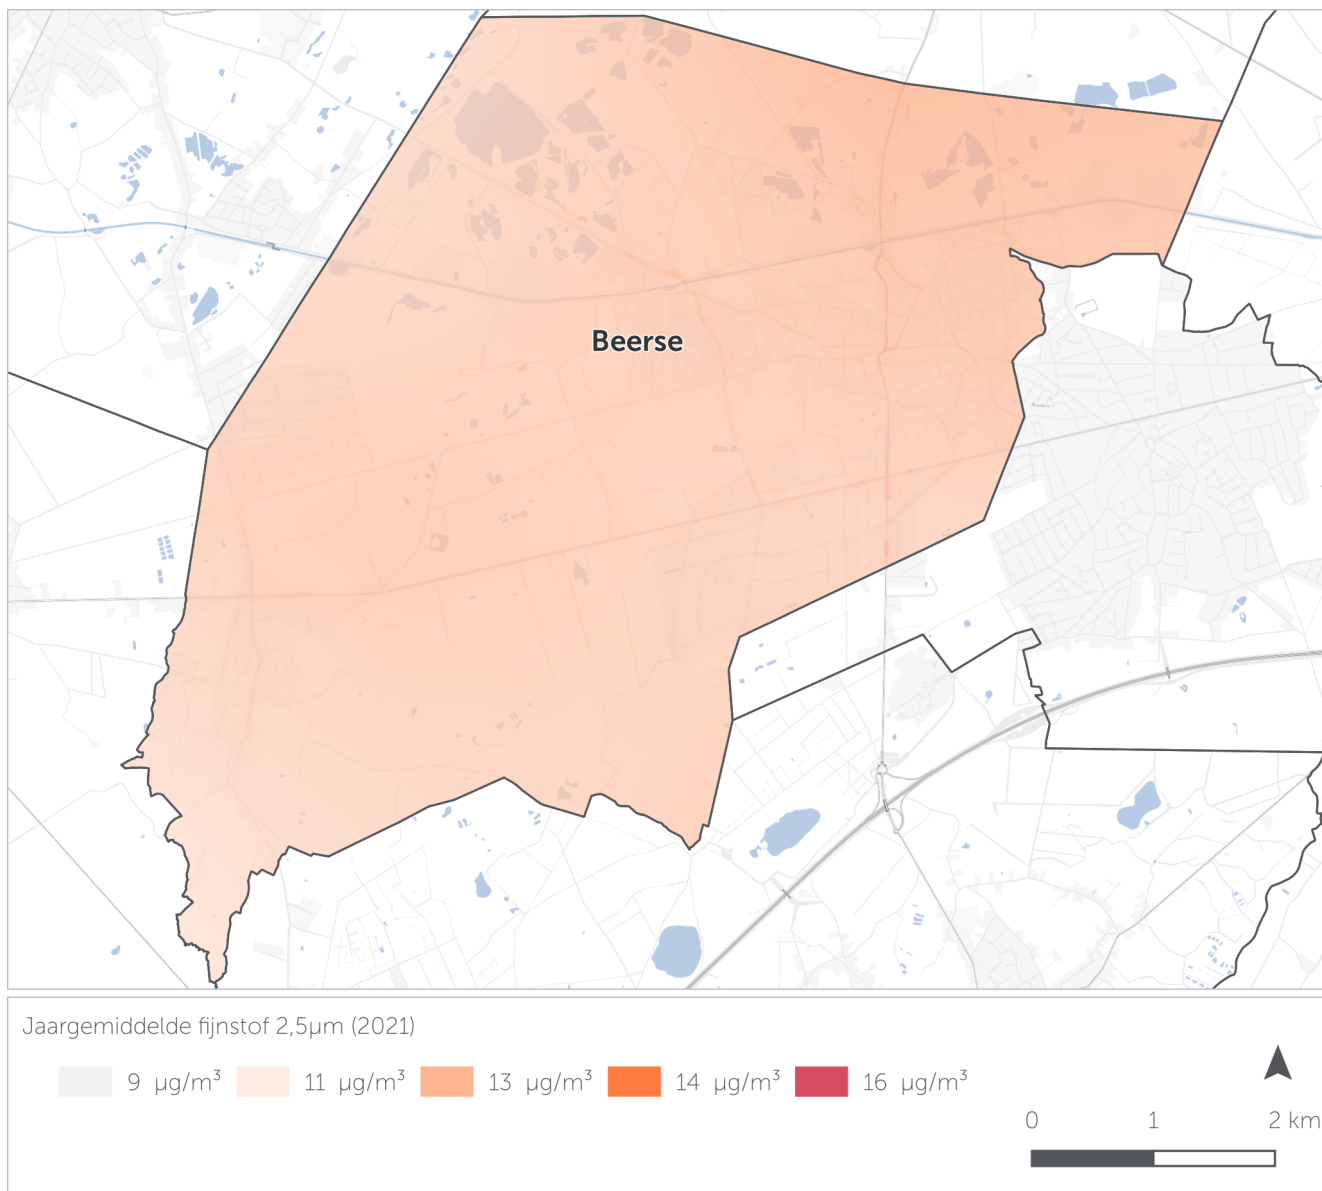 Beerse
Jaargemiddelde fijnstof 2,5µm (2021)
9 µg/m³ 11 µg/m³ 13 µg/m³ 14 µg/m³ 16 µg/m³
0 1 2 km